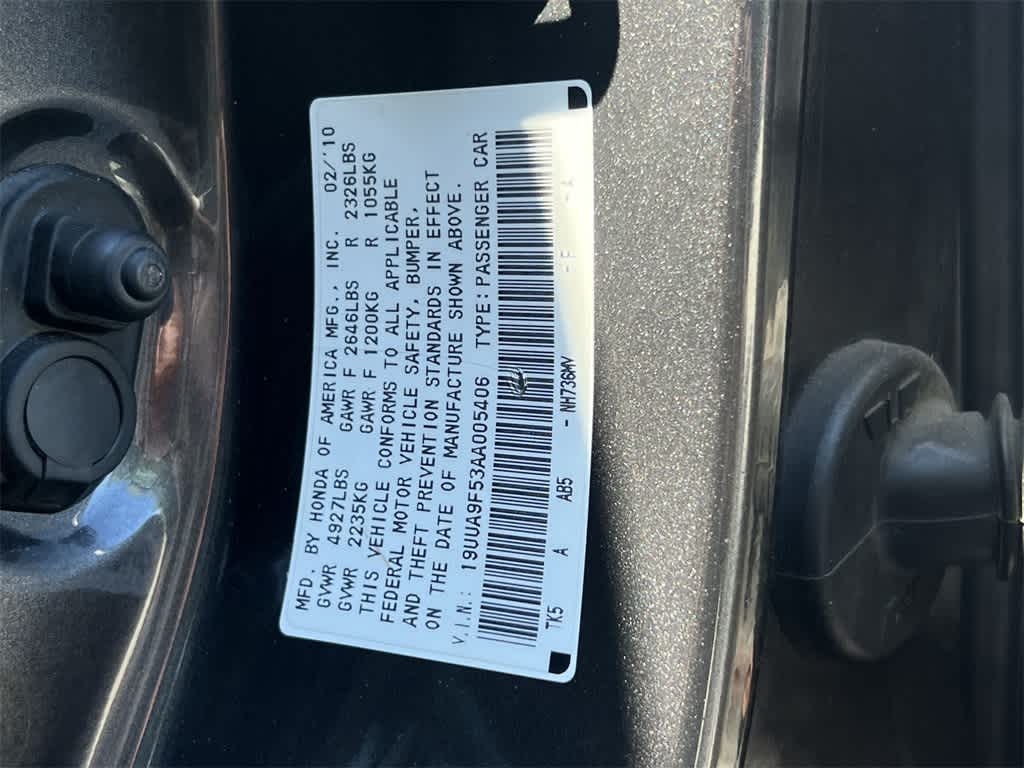 MFD. BY HONDA OF AMERICA MFG., INC. 02/'10
GVWR 4927LBS GAWR F 2646LBS R 2328LBS
GVWR 2235KG GAWR F 1200KG R 1055KG
THIS VEHICLE CONFORMS TO ALL APPLICABLE
FEDERAL MOTOR VEHICLE SAFETY, BUMPER,
AND THEFT PREVENTION STANDARDS IN EFFECT
ON THE DATE OF MANUFACTURE SHOWN ABOVE.
V.I.N.: 19UUA9F53AA005406 TYPE: PASSENGER CAR
TK5 A AB5 - NH736MV -F -A